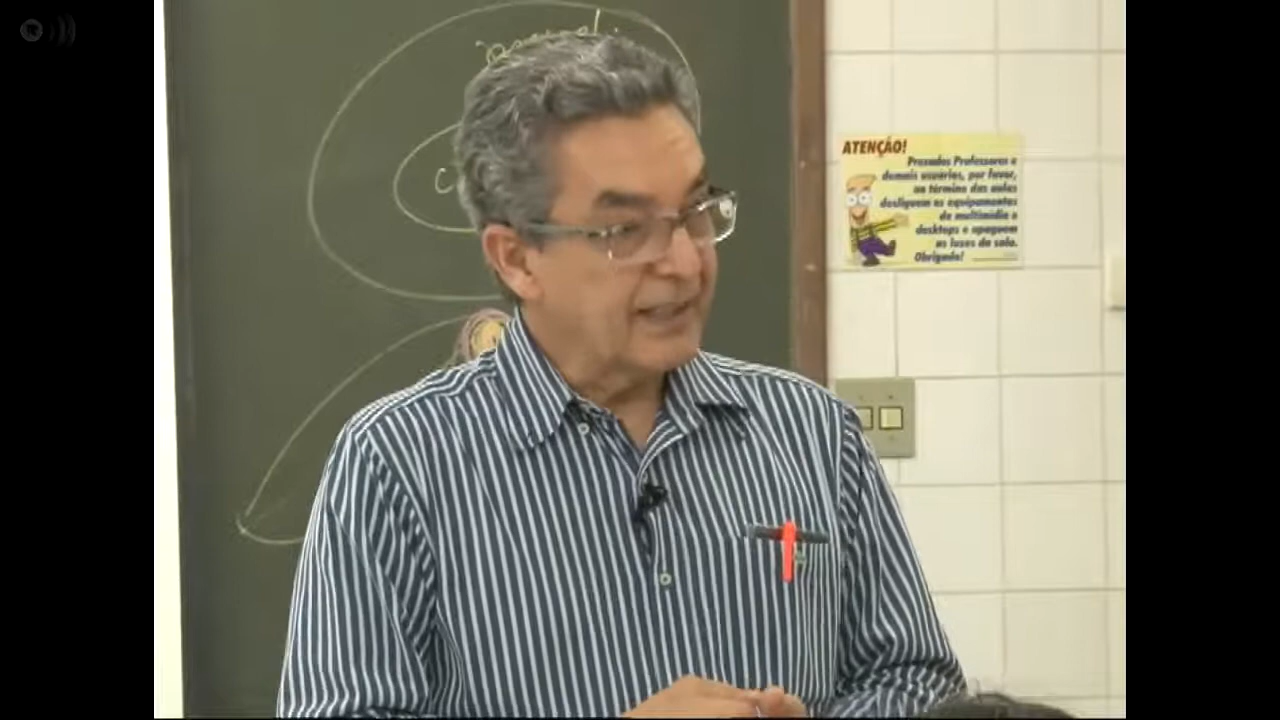 ATENÇÃO!
Prezados Professores e
demais usuários, por favor,
ao término das aulas
desliguem os equipamentos
de multimídia e
desktops e apaguem
as luzes da sala.
Obrigado!